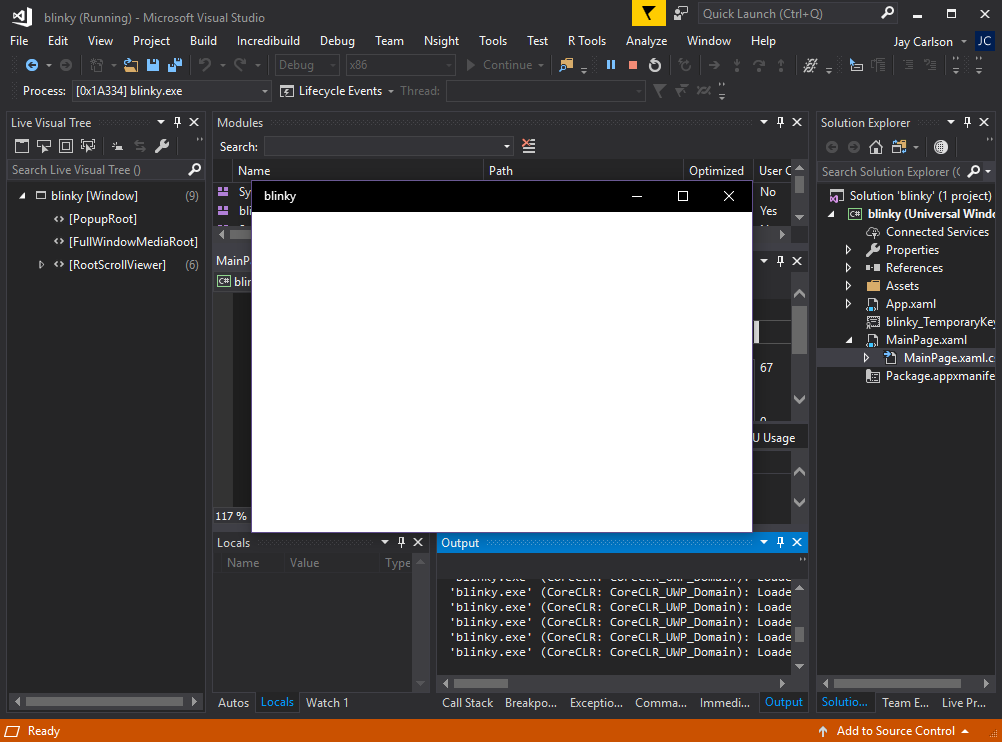 blinky (Running) - Microsoft Visual Studio
Quick Launch (Ctrl+Q)
File Edit View Project Build Incredibuild Debug Team Nsight Tools Test R Tools Analyze Window Help Jay Carlson JC
Debug x86 Continue
Process: [0x1A334] blinky.exe Lifecycle Events Thread:
Live Visual Tree
Search Live Visual Tree ()
blinky [Window] (9)
[PopupRoot]
[FullWindowMediaRoot]
[RootScrollViewer] (6)
Modules
Search:
Name Path Optimized User C
Sy No
bli Yes
MainP
C# blin
blinky
67
U Usage
117 %
Locals
Name Value Type
Autos Locals Watch 1
Output
'blinky.exe' (CoreCLR: CoreCLR_UWP_Domain): Loade
'blinky.exe' (CoreCLR: CoreCLR_UWP_Domain): Loade
'blinky.exe' (CoreCLR: CoreCLR_UWP_Domain): Loade
'blinky.exe' (CoreCLR: CoreCLR_UWP_Domain): Loade
'blinky.exe' (CoreCLR: CoreCLR_UWP_Domain): Loade
'blinky.exe' (CoreCLR: CoreCLR_UWP_Domain): Loade
Call Stack Breakpo... Exceptio... Comma... Immedi... Output
Solution Explorer
Search Solution Explorer (C
Solution 'blinky' (1 project)
C# blinky (Universal Windo
Connected Services
Properties
References
Assets
App.xaml
blinky_TemporaryKey
MainPage.xaml
MainPage.xaml.c
Package.appxmanife
Solutio... Team E... Live Pr...
Ready
Add to Source Control